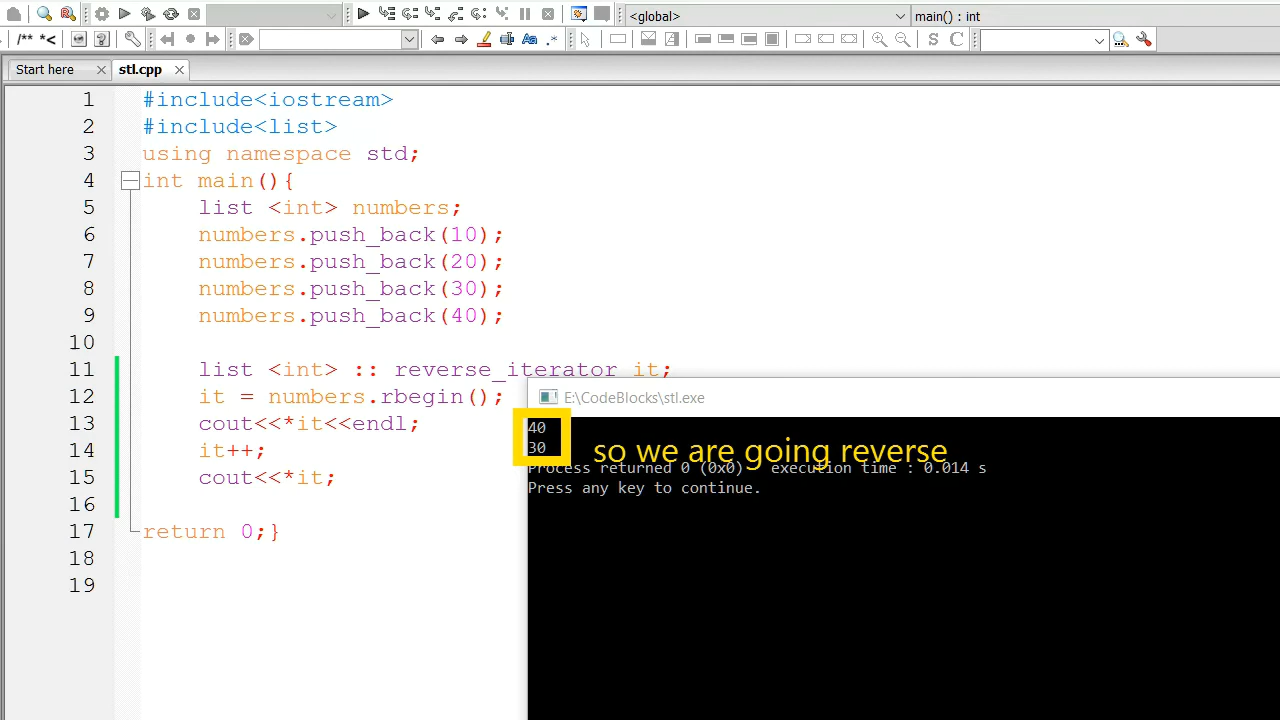 <global>
main() : int
/** *<
Start here
stl.cpp
1 #include<iostream>
2 #include<list>
3 using namespace std;
4 int main(){
5 list <int> numbers;
6 numbers.push_back(10);
7 numbers.push_back(20);
8 numbers.push_back(30);
9 numbers.push_back(40);
10
11 list <int> :: reverse_iterator it;
12 it = numbers.rbegin();
13 cout<<*it<<endl;
14 it++;
15 cout<<*it;
16
17 return 0;}
18
19
E:\CodeBlocks\stl.exe
40
30
so we are going reverse
Process returned 0 (0x0)   execution time : 0.014 s
Press any key to continue.